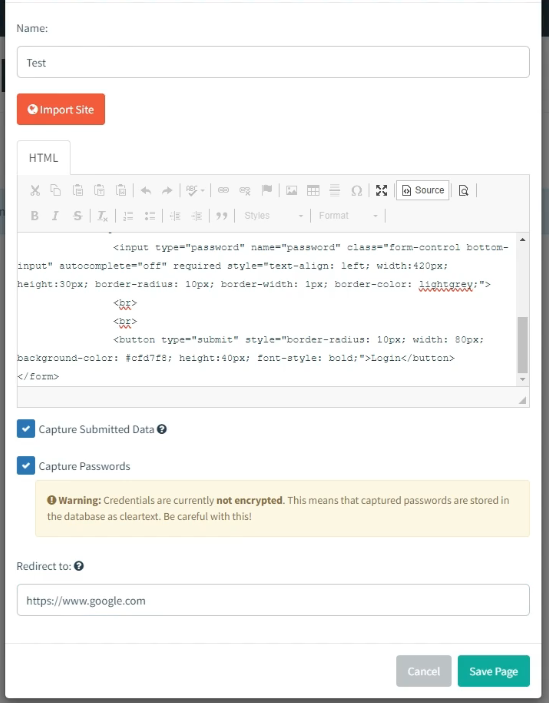 Name:
Test
Import Site
HTML
Source
Styles
Format
<input type="password" name="password" class="form-control bottom-
input" autocomplete="off" required style="text-align: left; width:420px;
height:30px; border-radius: 10px; border-width: 1px; border-color: lightgrey;">
<br>
<br>
<button type="submit" style="border-radius: 10px; width: 80px;
background-color: #cfd7f8; height:40px; font-style: bold;">Login</button>
</form>
Capture Submitted Data
Capture Passwords
Warning: Credentials are currently not encrypted. This means that captured passwords are stored in
the database as cleartext. Be careful with this!
Redirect to:
https://www.google.com
Cancel
Save Page